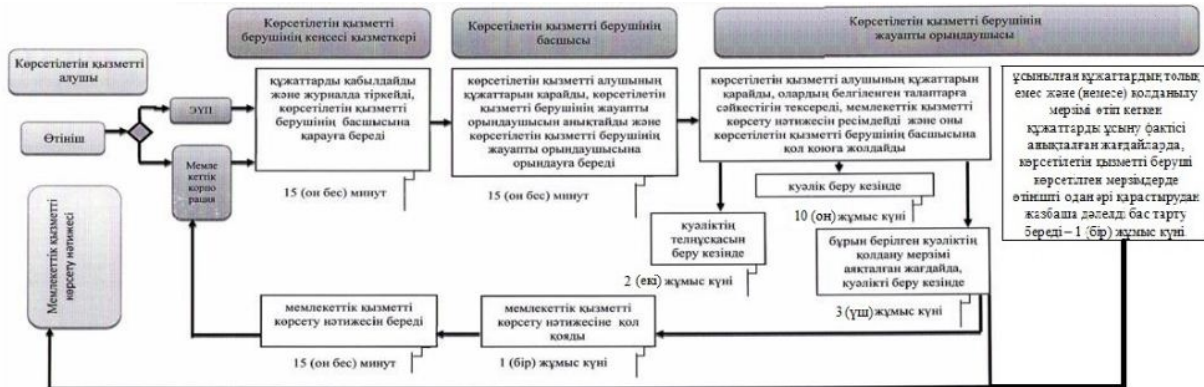 Көрсетілетін қызметті
алушы
Өтініш
Мемлекеттік қызметті
көрсету нәтижесі
ЭҮП
Мемле
кеттік
корпо
рация
Көрсетілетін қызметті
берушінің кеңсесі қызметкері
құжаттарды қабылдайды
және журналда тіркейді,
көрсетілетін қызметті
берушінің басшысына
қарауға береді
15 (он бес) минут
Көрсетілетін қызметті берушінің
басшысы
көрсетілетін қызметті алушының
құжаттарын қарайды, көрсетілетін
қызметті берушінің жауапты
орындаушысын анықтайды және
көрсетілетін қызметті берушінің
жауапты орындаушысына
орындауға береді
15 (он бес) минут
Көрсетілетін қызметті берушінің
жауапты орындаушысы
көрсетілетін қызметті алушының құжаттарын
қарайды, олардың белгіленген талаптарға
сәйкестігін тексереді, мемлекеттік қызметті
көрсету нәтижесін ресімдейді және оны
көрсетілетін қызметті берушінің басшысына
қол қоюға жолдайды
куәлік беру кезінде
10 (он) жұмыс күні
куәліктің
телнұсқасын
беру кезінде
2 (екі) жұмыс күні
бұрын берілген куәліктің
қолдану мерзімі
аяқталған жағдайда,
куәлікті беру кезінде
3 (үш) жұмыс күні
ұсынылған құжаттардың толық
емес және (немесе) қолданылу
мерзімі өтіп кеткен
құжаттарды ұсыну фактісі
анықталған жағдайларда,
көрсетілетін қызметті беруші
көрсетілген мерзімдерде
өтінішті одан әрі қарастырудан
жазбаша дәлелді бас тарту
береді – 1 (бір) жұмыс күні
мемлекеттік қызметті
көрсету нәтижесін береді
15 (он бес) минут
мемлекеттік қызметті
көрсету нәтижесіне қол
қояды
1 (бір) жұмыс күні